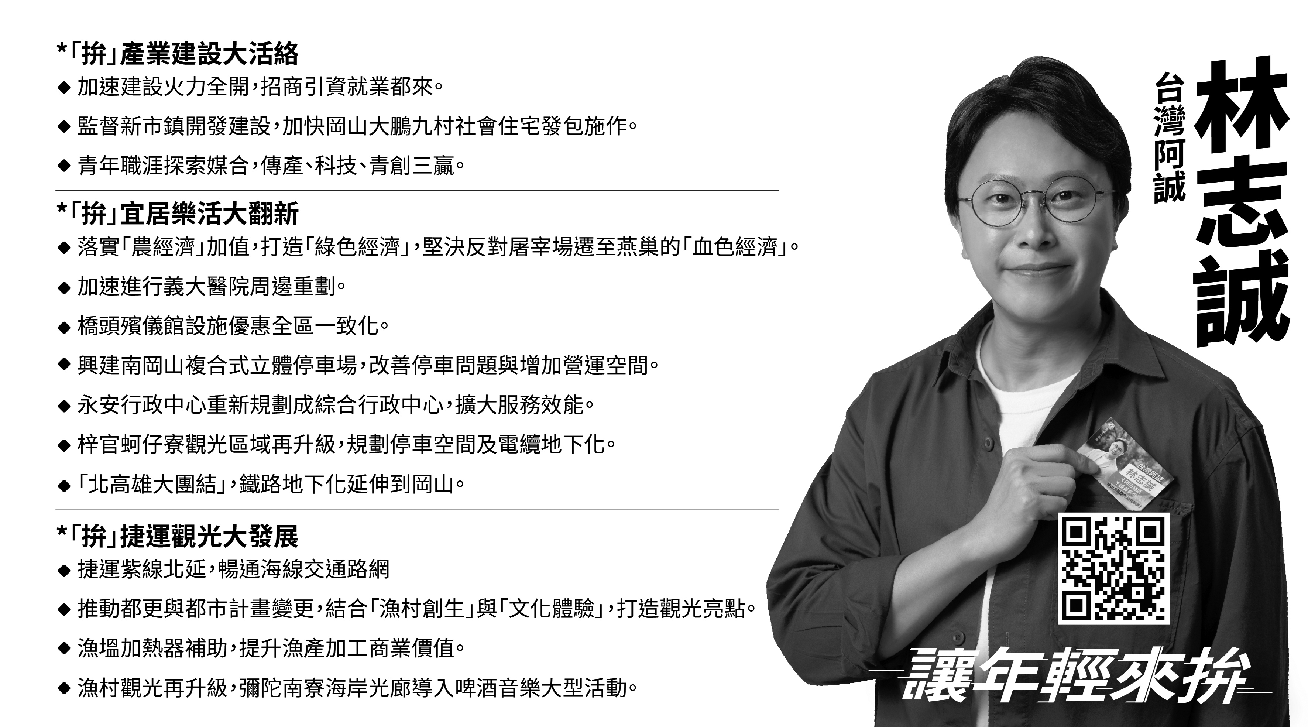 *「拚」產業建設大活絡
◆ 加速建設火力全開，招商引資就業都來。
◆ 監督新市鎮開發建設，加快岡山大鵬九村社會住宅發包施作。
◆ 青年職涯探索媒合，傳產、科技、青創三贏。
*「拚」宜居樂活大翻新
◆ 落實「農經濟」加值，打造「綠色經濟」，堅決反對屠宰場遷至燕巢的「血色經濟」。
◆ 加速進行義大醫院周邊重劃。
◆ 橋頭殯儀館設施優惠全區一致化。
◆ 興建南岡山複合式立體停車場，改善停車問題與增加營運空間。
◆ 永安行政中心重新規劃成綜合行政中心，擴大服務效能。
◆ 梓官蚵仔寮觀光區域再升級，規劃停車空間及電纜地下化。
◆ 「北高雄大團結」，鐵路地下化延伸到岡山。
*「拚」捷運觀光大發展
◆ 捷運紫線北延，暢通海線交通路網
◆ 推動都更與都市計畫變更，結合「漁村創生」與「文化體驗」，打造觀光亮點。
◆ 漁塭加熱器補助，提升漁產加工商業價值。
◆ 漁村觀光再升級，彌陀南寮海岸光廊導入啤酒音樂大型活動。
林志誠
台灣阿誠
讓年輕來拚